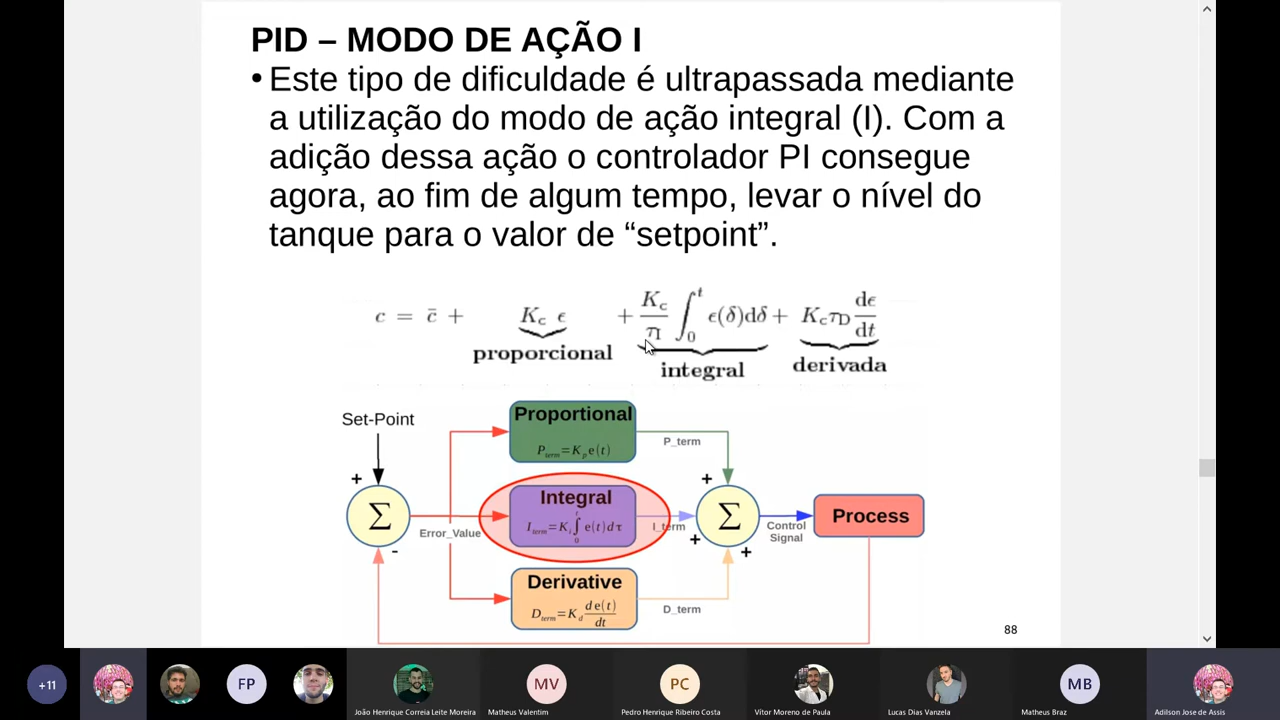 PID – MODO DE AÇÃO I
• Este tipo de dificuldade é ultrapassada mediante
a utilização do modo de ação integral (I). Com a
adição dessa ação o controlador PI consegue
agora, ao fim de algum tempo, levar o nível do
tanque para o valor de “setpoint”.
c = c̄ + K_c ϵ + K_c/τ_I ∫_0^t ϵ(δ)dδ + K_c τ_D dϵ/dt
proporcional
integral
derivada
Set-Point
+
Σ
-
Error_Value
Proportional
P_term = K_p e(t)
P_term
Integral
I_term = K_i ∫_0^t e(t) dτ
I_term
Derivative
D_term = K_d de(t)/dt
D_term
+
+
+
Σ
Control
Signal
Process
88
+11
FP
João Henrique Correia Leite Moreira
MV
Matheus Valentim
PC
Pedro Henrique Ribeiro Costa
Vítor Moreno de Paula
Lucas Dias Vanzela
MB
Matheus Braz
Adilson Jose de Assis